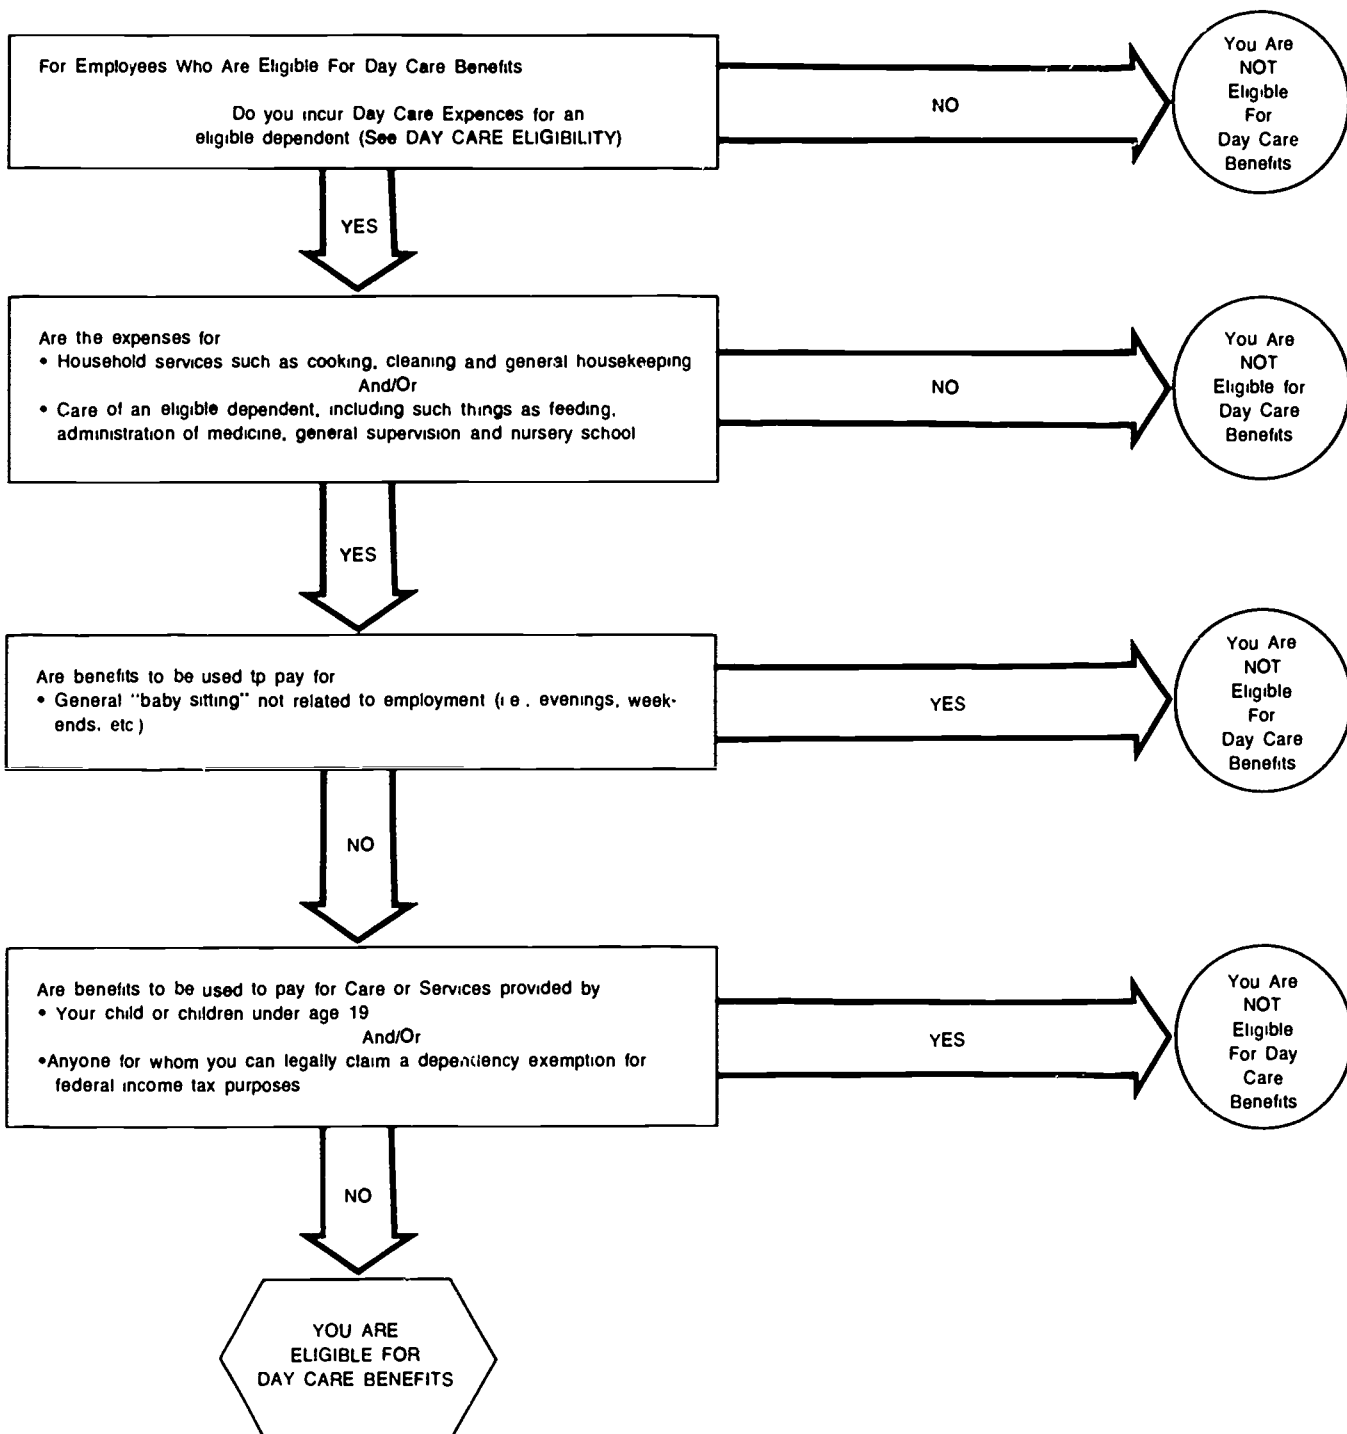 For Employees Who Are Eligible For Day Care Benefits
Do you incur Day Care Expences for an
eligible dependent (See DAY CARE ELIGIBILITY)
NO
You Are
NOT
Eligible
For
Day Care
Benefits
YES
Are the expenses for
• Household services such as cooking, cleaning and general housekeeping
And/Or
• Care of an eligible dependent, including such things as feeding,
administration of medicine, general supervision and nursery school
NO
You Are
NOT
Eligible for
Day Care
Benefits
YES
Are benefits to be used tp pay for
• General "baby sitting" not related to employment (i e, evenings, week-
ends, etc)
YES
You Are
NOT
Eligible
For
Day Care
Benefits
NO
Are benefits to be used to pay for Care or Services provided by
• Your child or children under age 19
And/Or
•Anyone for whom you can legally claim a dependency exemption for
federal income tax purposes
YES
You Are
NOT
Eligible
For Day
Care
Benefits
NO
YOU ARE
ELIGIBLE FOR
DAY CARE BENEFITS